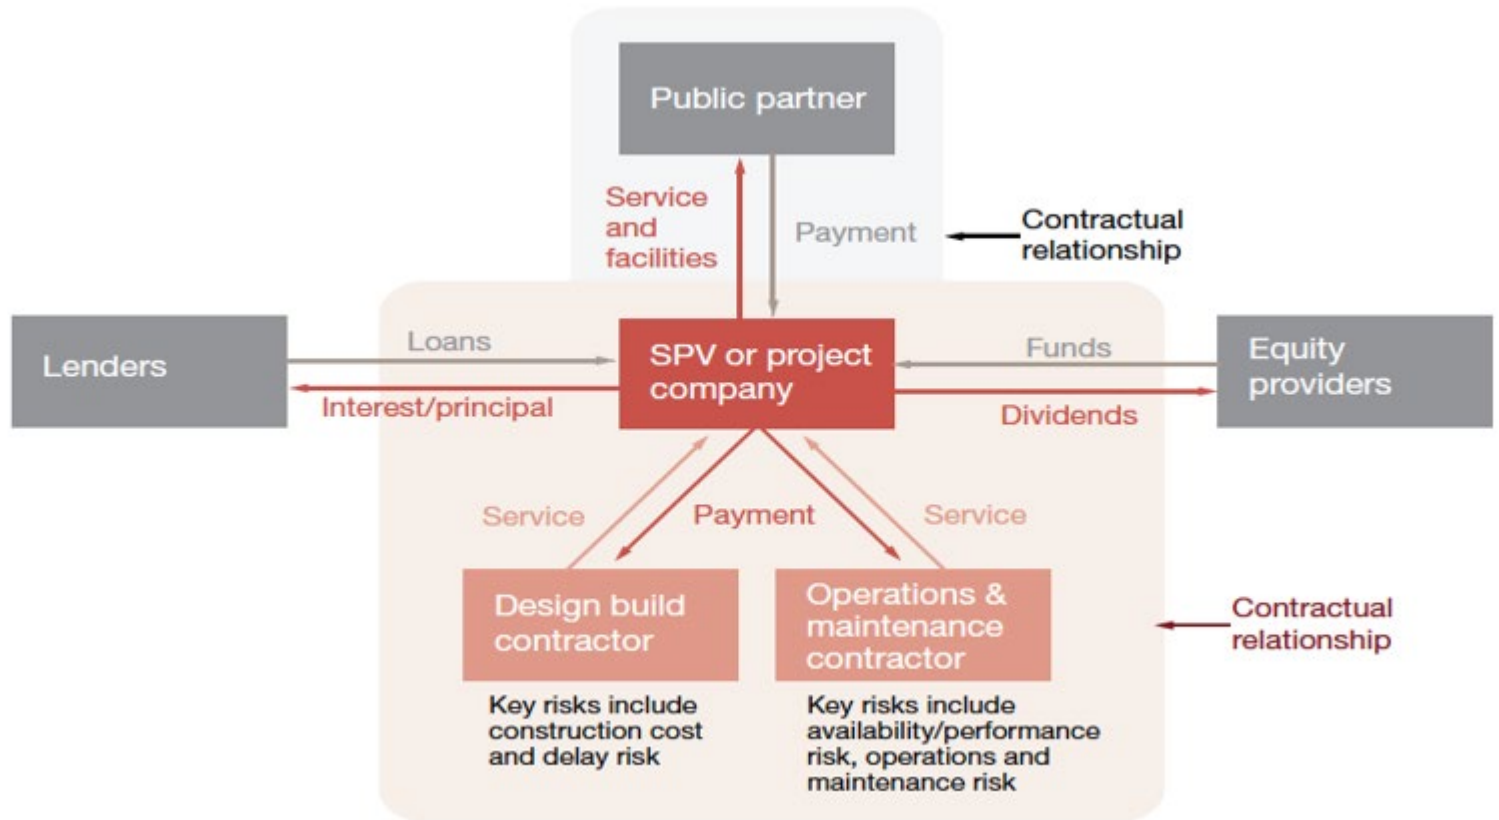 Public partner
Service
and
facilities
Payment
Contractual
relationship
Lenders
Loans
Interest/principal
SPV or project
company
Funds
Dividends
Equity
providers
Service
Payment
Service
Design build
contractor
Operations &
maintenance
contractor
Contractual
relationship
Key risks include
construction cost
and delay risk
Key risks include
availability/performance
risk, operations and
maintenance risk